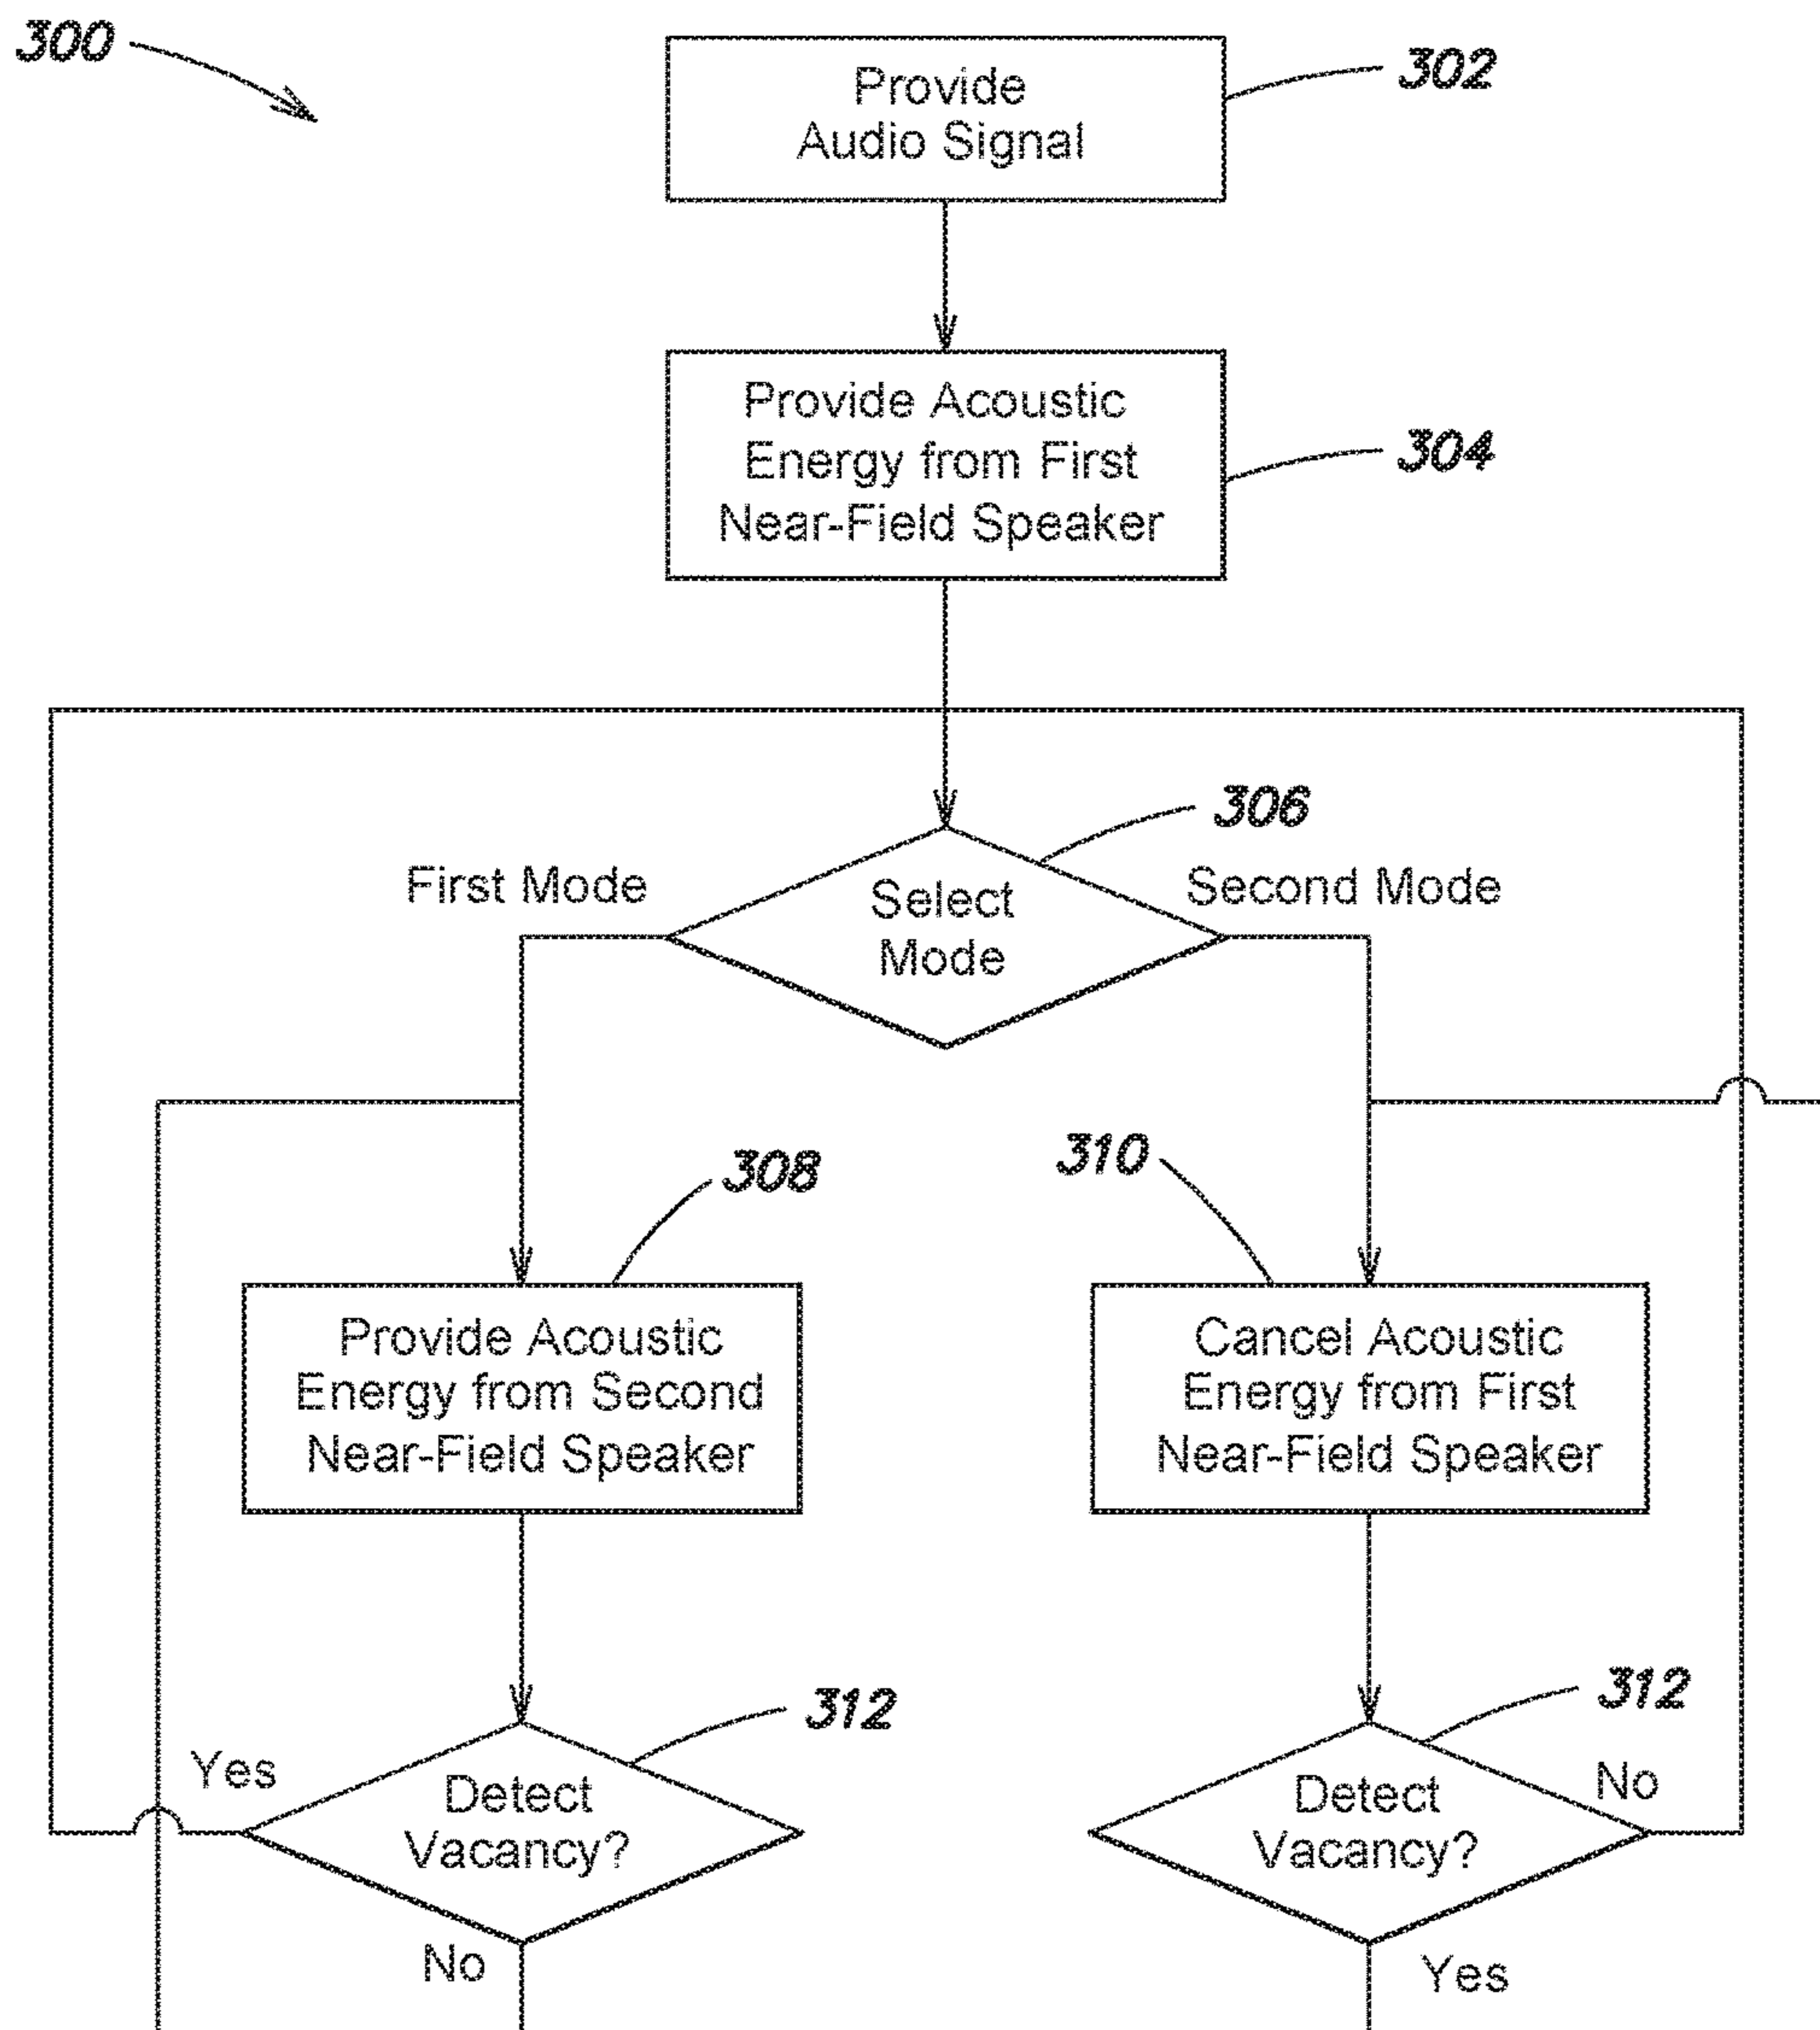 300
302
Provide
Audio Signal
304
Provide Acoustic
Energy from First
Near-Field Speaker
306
First Mode
Select
Mode
Second Mode
308
310
Provide Acoustic
Energy from Second
Near-Field Speaker
Cancel Acoustic
Energy from First
Near-Field Speaker
312
312
Yes
Detect
Vacancy?
No
Detect
Vacancy?
No
Yes